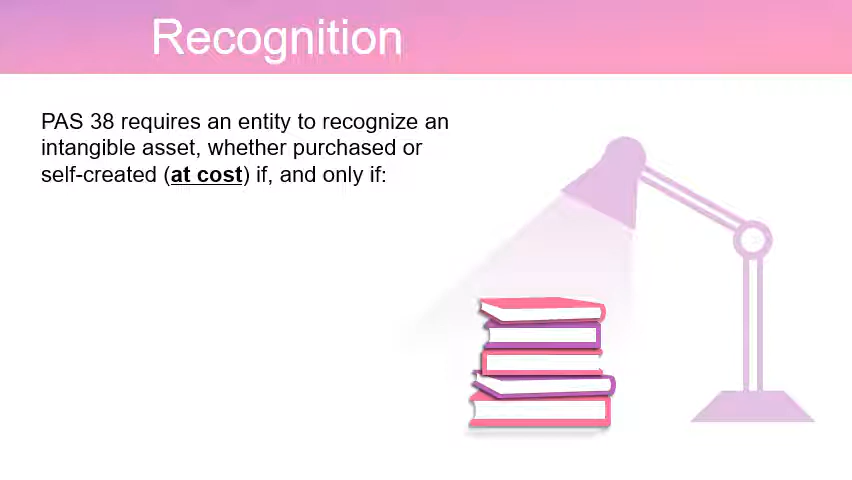 Recognition
PAS 38 requires an entity to recognize an
intangible asset, whether purchased or
self-created (at cost) if, and only if: